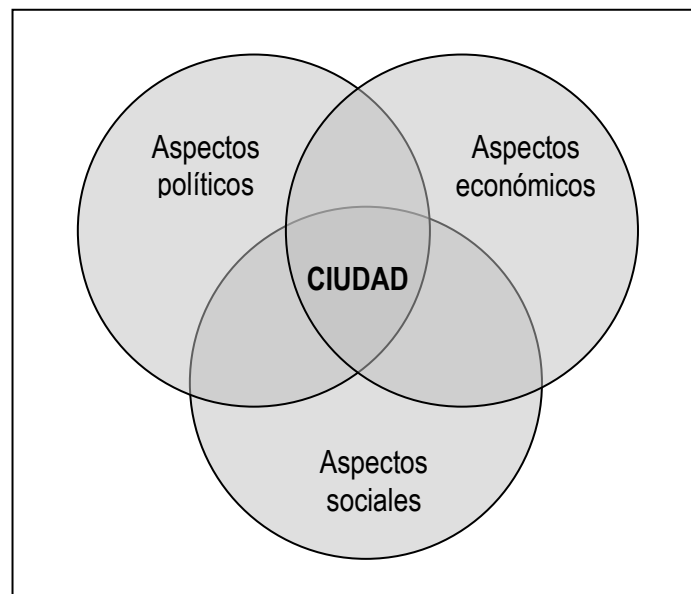 Aspectos
políticos
Aspectos
económicos
CIUDAD
Aspectos
sociales